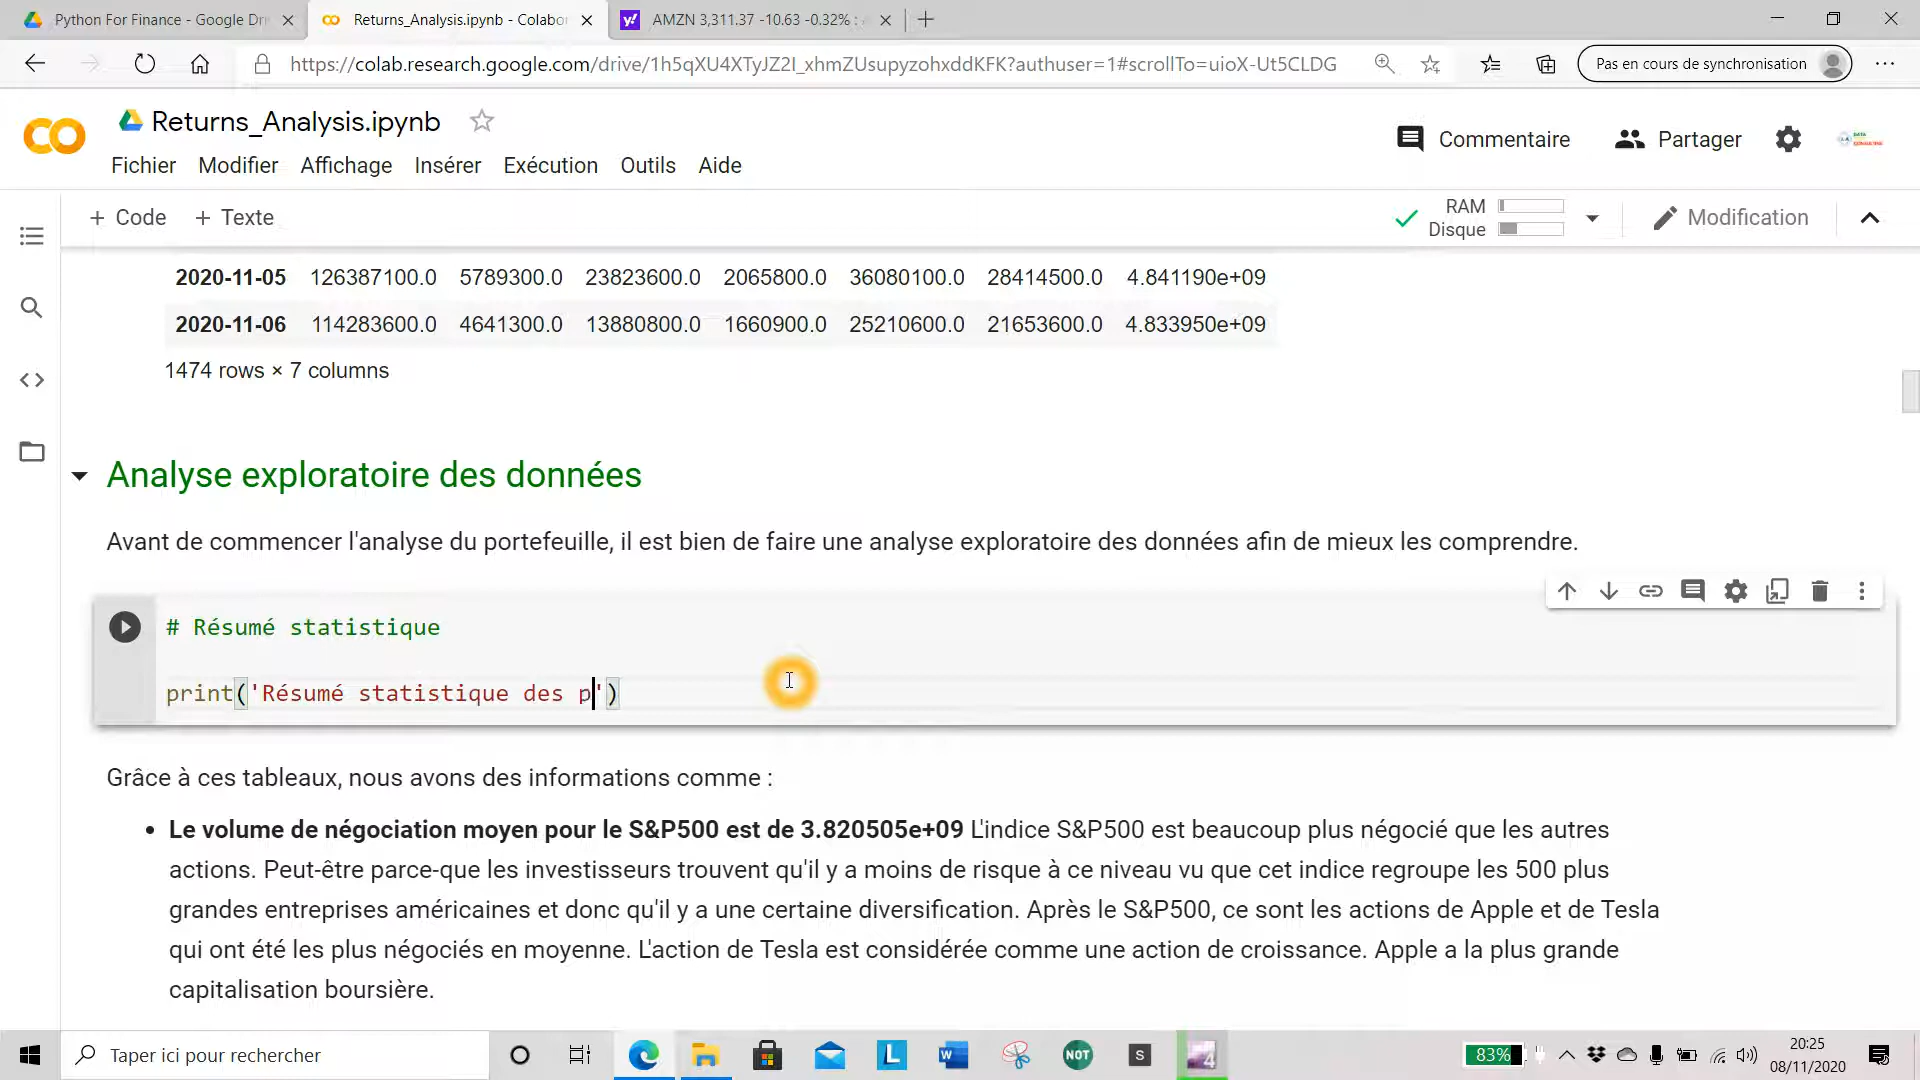 Python For Finance - Google Dri
Returns_Analysis.ipynb - Colabor
AMZN 3,311.37 -10.63 -0.32% :
https://colab.research.google.com/drive/1h5qXU4XTyJZ2I_xhmZUsupyzohxddKFK?authuser=1#scrollTo=uioX-Ut5CLDG
Pas en cours de synchronisation
Returns_Analysis.ipynb
Commentaire
Partager
Fichier Modifier Affichage Insérer Exécution Outils Aide
+ Code + Texte
RAM
Disque
Modification
2020-11-05 126387100.0 5789300.0 23823600.0 2065800.0 36080100.0 28414500.0 4.841190e+09
2020-11-06 114283600.0 4641300.0 13880800.0 1660900.0 25210600.0 21653600.0 4.833950e+09
1474 rows × 7 columns
Analyse exploratoire des données
Avant de commencer l'analyse du portefeuille, il est bien de faire une analyse exploratoire des données afin de mieux les comprendre.
# Résumé statistique
print('Résumé statistique des p')
Grâce à ces tableaux, nous avons des informations comme :
• Le volume de négociation moyen pour le S&P500 est de 3.820505e+09 L'indice S&P500 est beaucoup plus négocié que les autres
actions. Peut-être parce-que les investisseurs trouvent qu'il y a moins de risque à ce niveau vu que cet indice regroupe les 500 plus
grandes entreprises américaines et donc qu'il y a une certaine diversification. Après le S&P500, ce sont les actions de Apple et de Tesla
qui ont été les plus négociés en moyenne. L'action de Tesla est considérée comme une action de croissance. Apple a la plus grande
capitalisation boursière.
Taper ici pour rechercher
L
W
NOT
S
4
83%
20:25
08/11/2020